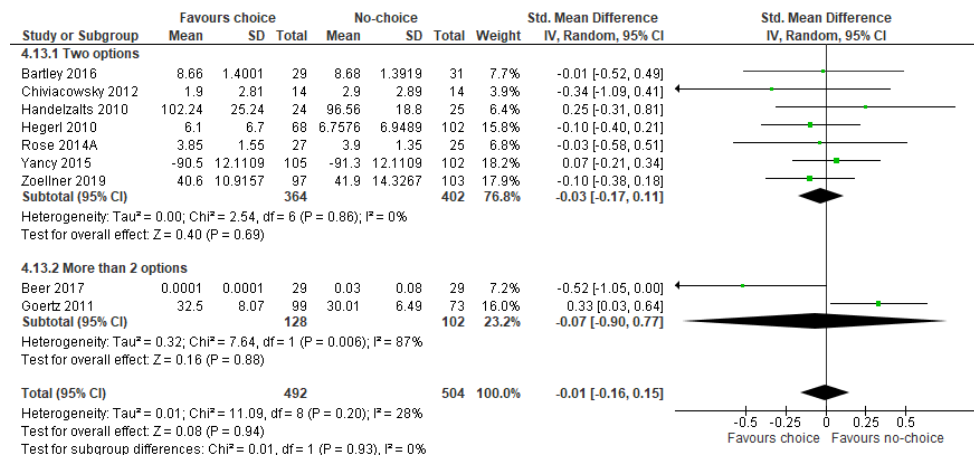 Favours choice No-choice Std. Mean Difference Std. Mean Difference
Study or Subgroup Mean SD Total Mean SD Total Weight IV, Random, 95% CI IV, Random, 95% CI
4.13.1 Two options
Bartley 2016 8.66 1.4001 29 8.68 1.3919 31 7.7% -0.01 [-0.52, 0.49]
Chiviacowsky 2012 1.9 2.81 14 2.9 2.89 14 3.9% -0.34 [-1.09, 0.41]
Handelzalts 2010 102.24 25.24 24 96.56 18.8 25 6.4% 0.25 [-0.31, 0.81]
Hegerl 2010 6.1 6.7 68 6.7576 6.9489 102 15.8% -0.10 [-0.40, 0.21]
Rose 2014A 3.85 1.55 27 3.9 1.35 25 6.8% -0.03 [-0.58, 0.51]
Yancy 2015 -90.5 12.1109 105 -91.3 12.1109 102 18.2% 0.07 [-0.21, 0.34]
Zoellner 2019 40.6 10.9157 97 41.9 14.3267 103 17.9% -0.10 [-0.38, 0.18]
Subtotal (95% CI) 364 402 76.8% -0.03 [-0.17, 0.11]
Heterogeneity: Tau² = 0.00; Chi² = 2.54, df = 6 (P = 0.86); I² = 0%
Test for overall effect: Z = 0.40 (P = 0.69)
4.13.2 More than 2 options
Beer 2017 0.0001 0.0001 29 0.03 0.08 29 7.2% -0.52 [-1.05, 0.00]
Goertz 2011 32.5 8.07 99 30.01 6.49 73 16.0% 0.33 [0.03, 0.64]
Subtotal (95% CI) 128 102 23.2% -0.07 [-0.90, 0.77]
Heterogeneity: Tau² = 0.32; Chi² = 7.64, df = 1 (P = 0.006); I² = 87%
Test for overall effect: Z = 0.16 (P = 0.88)
Total (95% CI) 492 504 100.0% -0.01 [-0.16, 0.15]
Heterogeneity: Tau² = 0.01; Chi² = 11.09, df = 8 (P = 0.20); I² = 28%
Test for overall effect: Z = 0.08 (P = 0.94)
Test for subgroup differences: Chi² = 0.01, df = 1 (P = 0.93), I² = 0%
-0.5 -0.25 0 0.25 0.5
Favours choice Favours no-choice